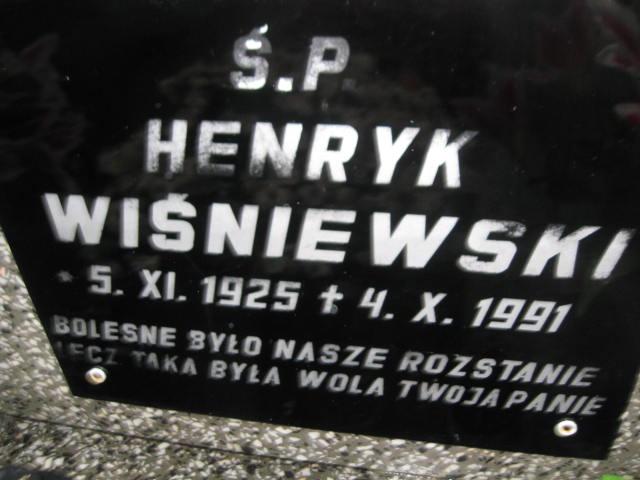 Ś.P.
HENRYK
WIŚNIEWSKI
* 5. XI. 1925 † 4. X. 1991
BOLESNE BYŁO NASZE ROZSTANIE
LECZ TAKA BYŁA WOLA TWOJA PANIE